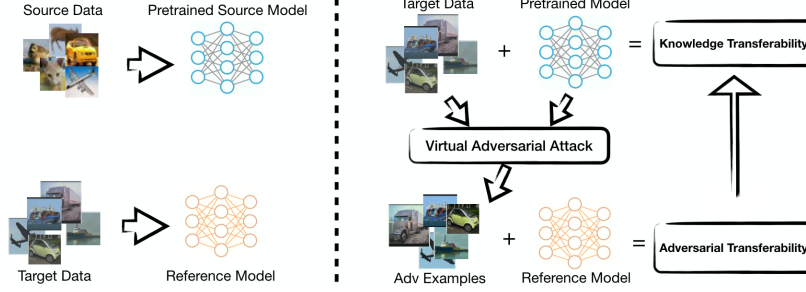 Source Data
Pretrained Source Model
Target Data
Reference Model
Target Data
+
Pretrained Model
=
Knowledge Transferability
Virtual Adversarial Attack
Adv Examples
+
Reference Model
=
Adversarial Transferability